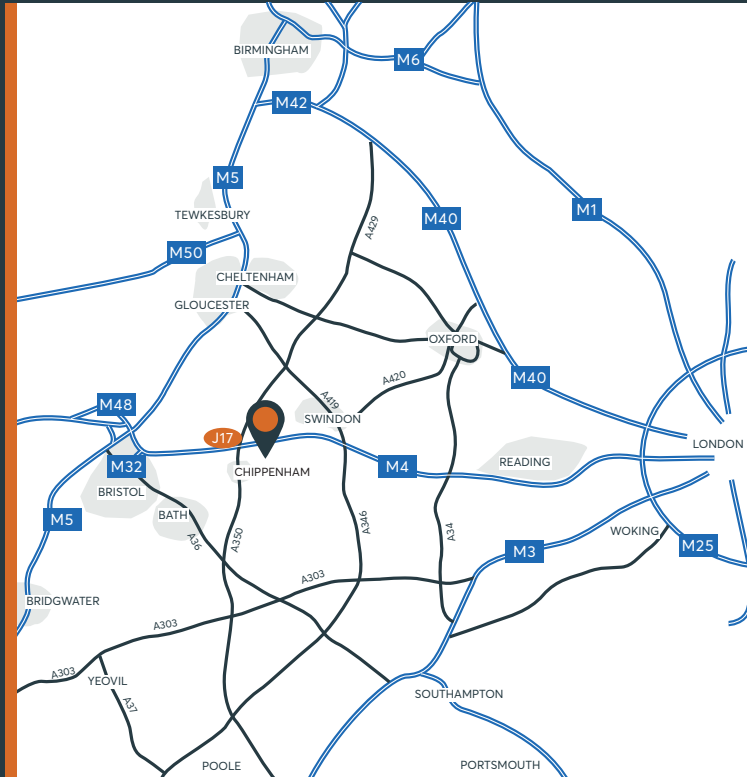 BIRMINGHAM
M6
M42
M5
TEWKESBURY
M1
M40
A429
M50
CHELTENHAM
GLOUCESTER
OXFORD
M40
A420
A419
M48
SWINDON
J17
LONDON
M32
M4
READING
CHIPPENHAM
BRISTOL
M5
BATH
A36
A350
A346
A34
WOKING
M3
M25
A303
BRIDGWATER
A303
A303
YEOVIL
A37
SOUTHAMPTON
POOLE
PORTSMOUTH